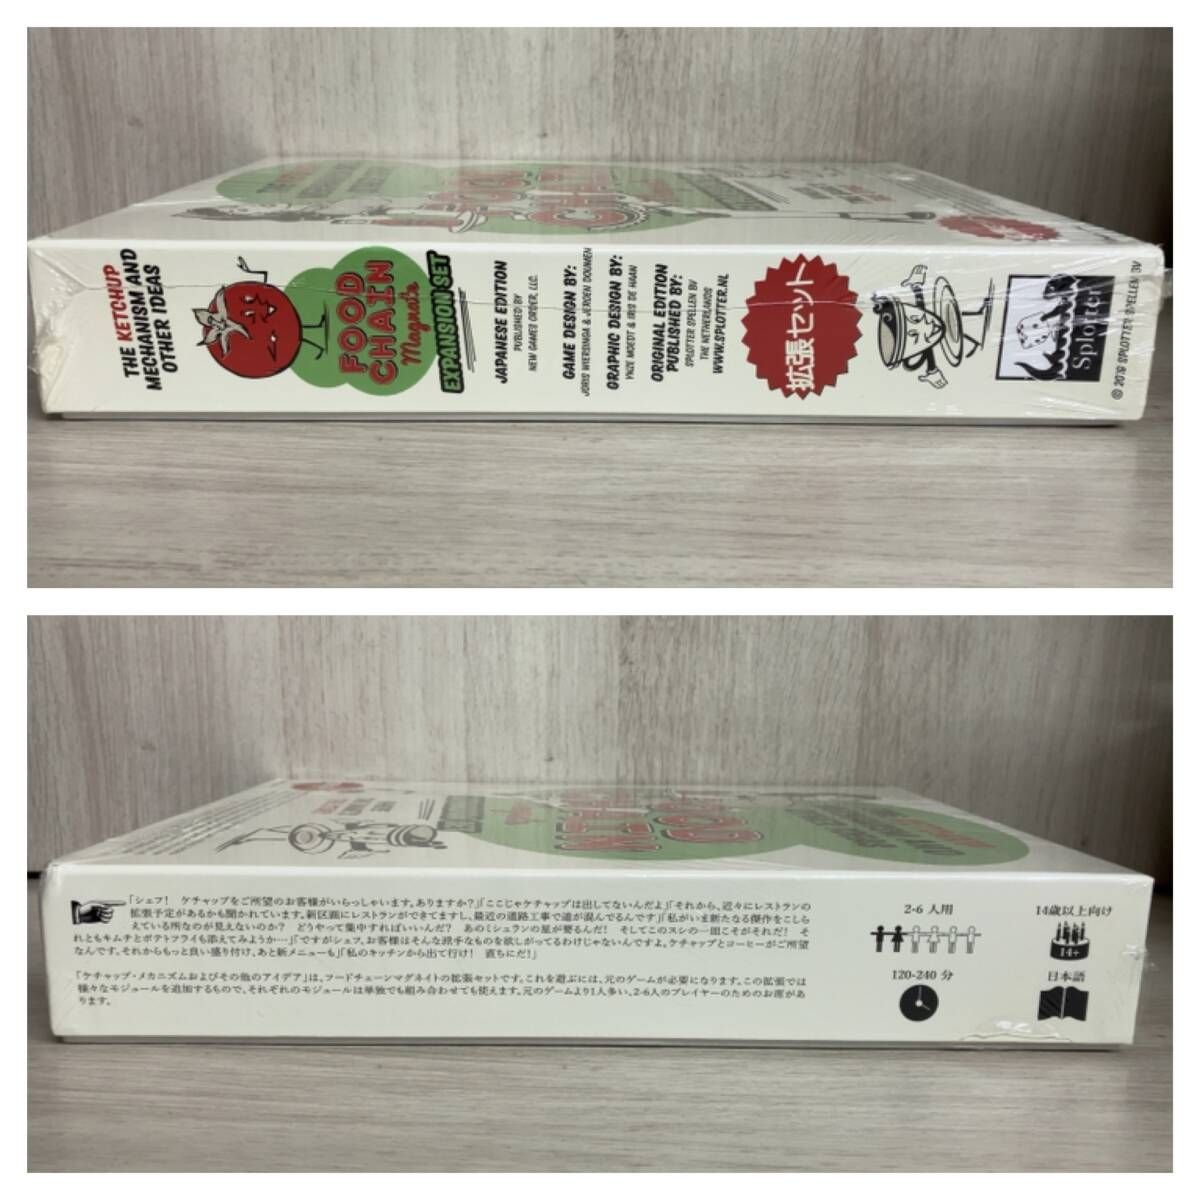 THE KETCHUP
MECHANISM AND
OTHER IDEAS
FOOD
CHAIN
Magnate
EXPANSION SET
JAPANESE EDITION
PUBLISHED BY
NEW GAMES ORDER, LLC.
GAME DESIGN BY:
JORIS WIERSINGA & JEROEN DOUMEN
GRAPHIC DESIGN BY:
YNZE MOEDT & IRIS DE HAAN
ORIGINAL EDITION
PUBLISHED BY:
SPLOTTER SPELLEN BV
THE NETHERLANDS
WWW.SPLOTTER.NL
拡張セット
Splotter
© 2019 SPLOTTER SPELLEN BV
「シェフ! ケチャップをご所望のお客様がいらっしゃいます。ありますか?」「ここじゃケチャップは出してないんだよ」「それから、近々にレストランの
拡張予定があるかも聞かれています。新区画にレストランができてますし、最近の道路工事で道が混んでるんです」「私がいま新たなる傑作をこしら
えている所なのが見えないのか? どうやって集中すればいいんだ? あのミシュランの星が要るんだ! そしてこのスシの一皿こそがそれだ! そ
れともキムチとポテトフライも添えてみようか…」「ですがシェフ、お客様はそんな派手なものを欲しがってるわけじゃないんですよ。ケチャップとコーヒーがご所望
なんです。それからもっと良い盛り付け、あと新メニューも」「私のキッチンから出て行け! 直ちにだ!」
「ケチャップ・メカニズムおよびその他のアイデア」は、フードチェーンマグネイトの拡張セットです。これを遊ぶには、元のゲームが必要になります。この拡張では
様々なモジュールを追加するもので、それぞれのモジュールは単独でも組み合わせても使えます。元のゲームより1人多い、2-6人のプレイヤーのためのお席があ
ります。
2-6 人用
14歳以上向け
14+
120-240 分
日本語